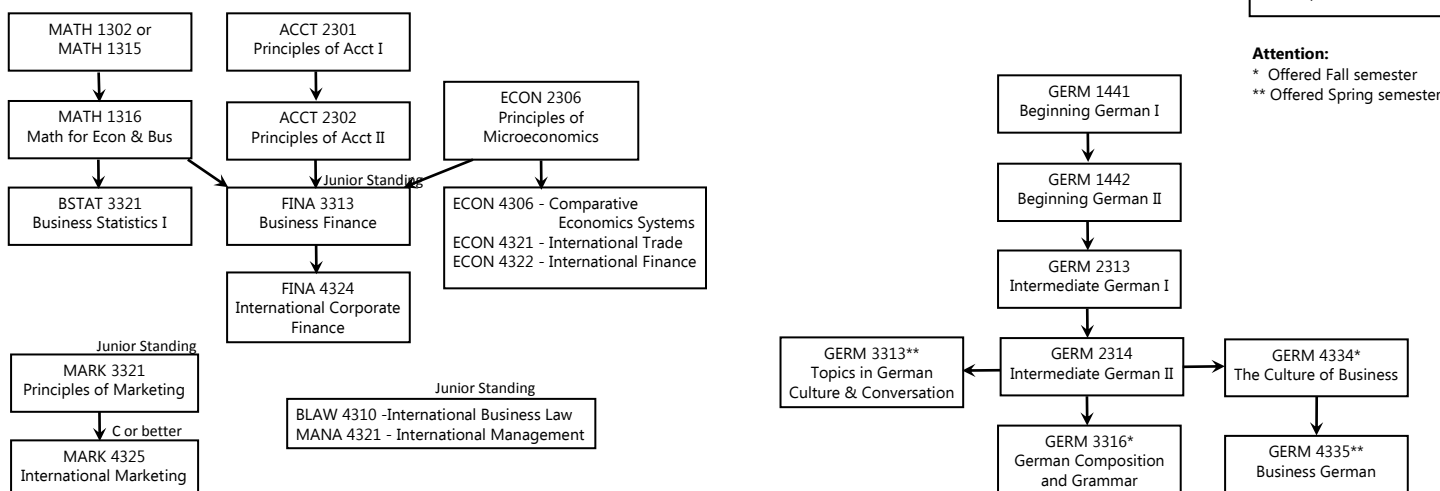 MATH 1302 or
MATH 1315
ACCT 2301
Principles of Acct I
MATH 1316
Math for Econ & Bus
ACCT 2302
Principles of Acct II
ECON 2306
Principles of
Microeconomics
Junior Standing
BSTAT 3321
Business Statistics I
FINA 3313
Business Finance
ECON 4306 - Comparative
Economics Systems
ECON 4321 - International Trade
ECON 4322 - International Finance
FINA 4324
International Corporate
Finance
Junior Standing
MARK 3321
Principles of Marketing
C or better
MARK 4325
International Marketing
Junior Standing
BLAW 4310 -International Business Law
MANA 4321 - International Management
Attention:
* Offered Fall semester
** Offered Spring semester
GERM 1441
Beginning German I
GERM 1442
Beginning German II
GERM 2313
Intermediate German I
GERM 3313**
Topics in German
Culture & Conversation
GERM 2314
Intermediate German II
GERM 4334*
The Culture of Business
GERM 3316*
German Composition
and Grammar
GERM 4335**
Business German